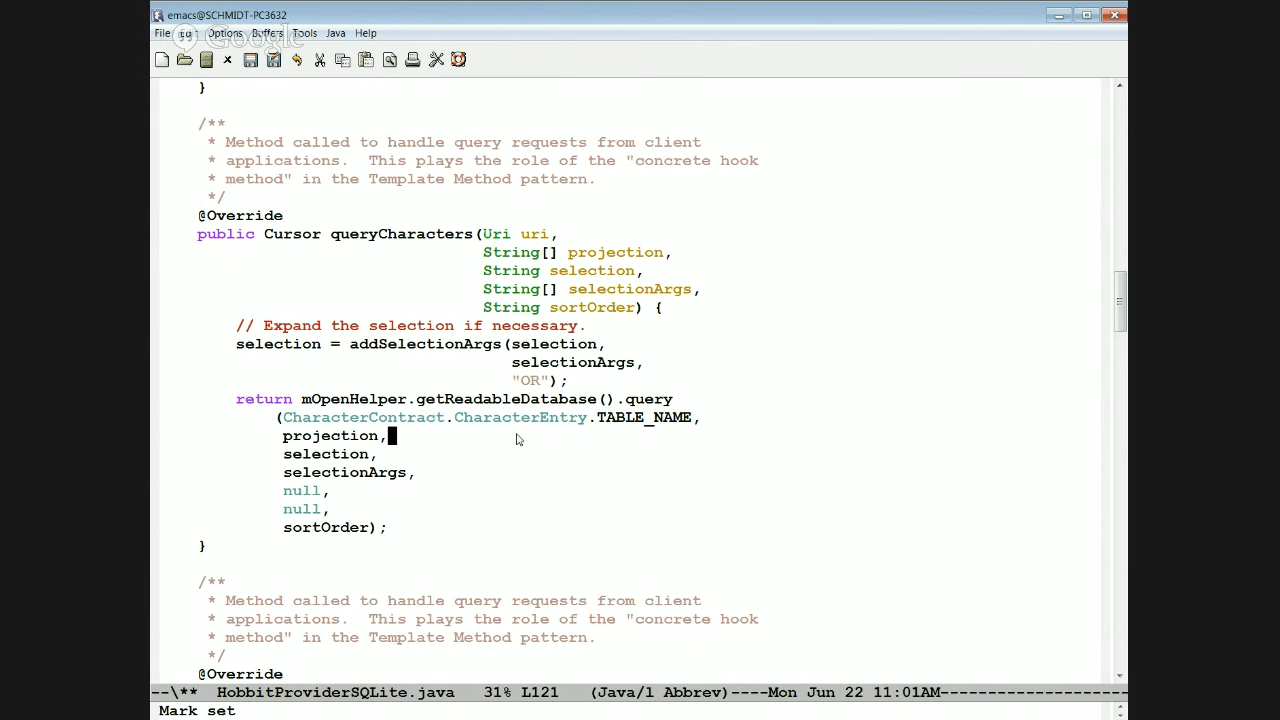 emacs@SCHMIDT-PC3632
File Edit Options Buffers Tools Java Help
Google
}
/**
* Method called to handle query requests from client
* applications.  This plays the role of the "concrete hook
* method" in the Template Method pattern.
*/
@Override
public Cursor queryCharacters(Uri uri,
String[] projection,
String selection,
String[] selectionArgs,
String sortOrder) {
// Expand the selection if necessary.
selection = addSelectionArgs(selection,
selectionArgs,
"OR");
return mOpenHelper.getReadableDatabase().query
(CharacterContract.CharacterEntry.TABLE_NAME,
projection,
selection,
selectionArgs,
null,
null,
sortOrder);
}
/**
* Method called to handle query requests from client
* applications.  This plays the role of the "concrete hook
* method" in the Template Method pattern.
*/
@Override
--\**  HobbitProviderSQLite.java   31% L121   (Java/l Abbrev)----Mon Jun 22 11:01AM--------------------
Mark set